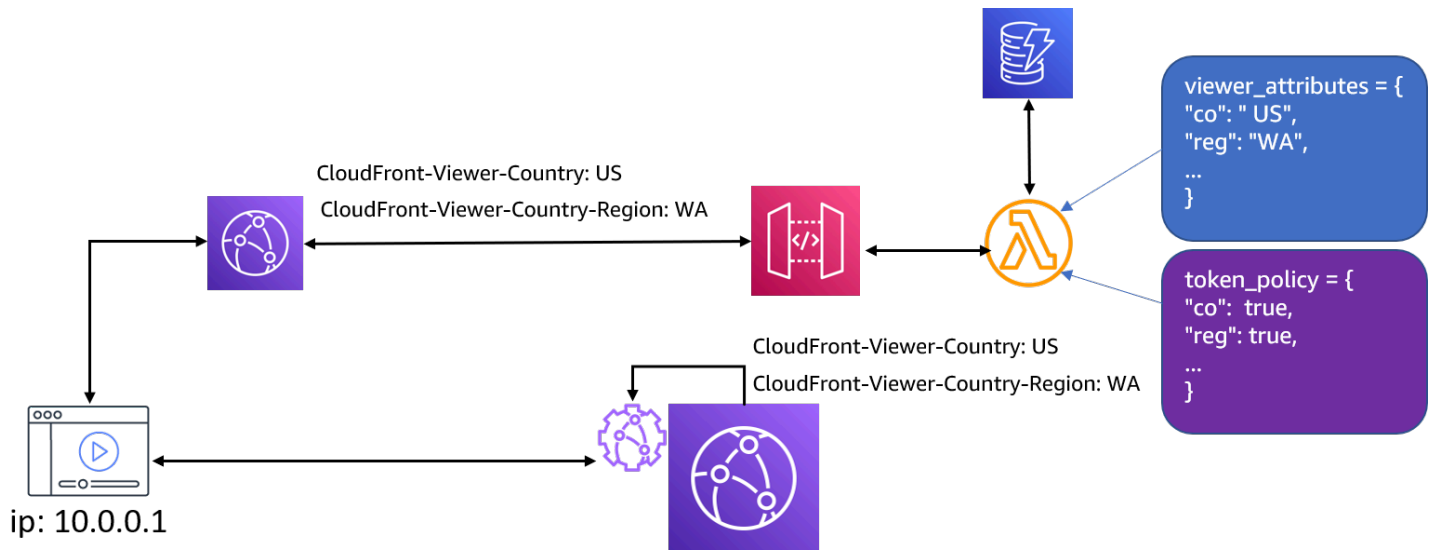 viewer_attributes = {
"co": " US",
"reg": "WA",
...
}
CloudFront-Viewer-Country: US
CloudFront-Viewer-Country-Region: WA
</>
token_policy = {
"co":  true,
"reg": true,
...
}
CloudFront-Viewer-Country: US
CloudFront-Viewer-Country-Region: WA
ip: 10.0.0.1